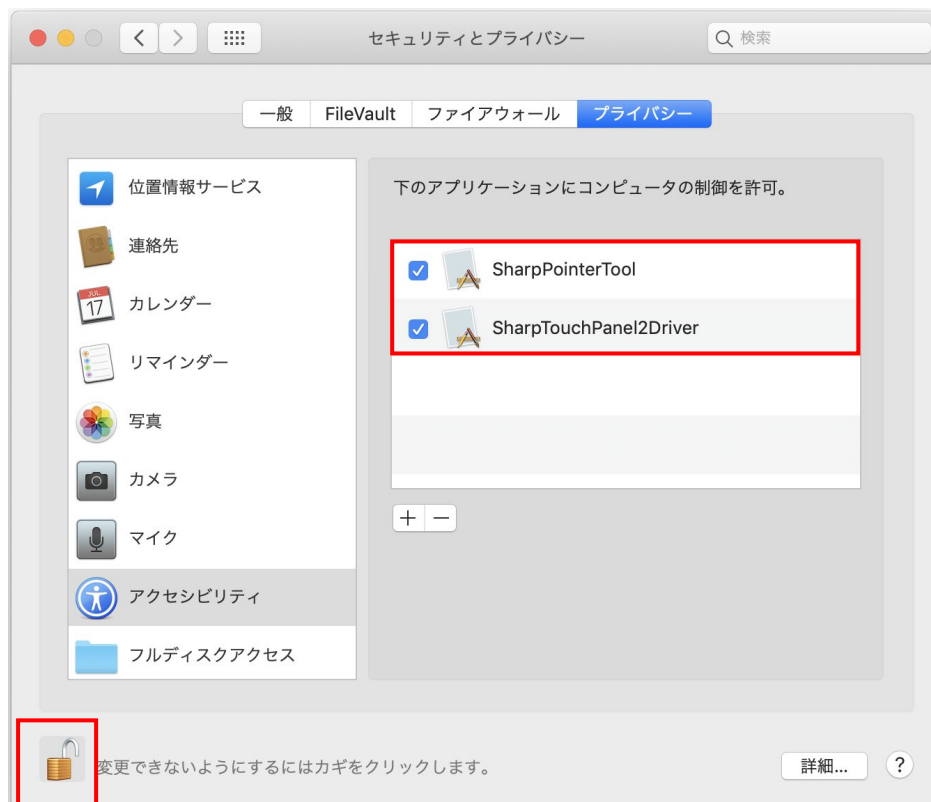 セキュリティとプライバシー
検索
一般 FileVault ファイアウォール プライバシー
位置情報サービス
連絡先
JUL
17
カレンダー
リマインダー
写真
カメラ
マイク
アクセシビリティ
フルディスクアクセス
下のアプリケーションにコンピュータの制御を許可。
SharpPointerTool
SharpTouchPanel2Driver
+ −
変更できないようにするにはカギをクリックします。
詳細... ?